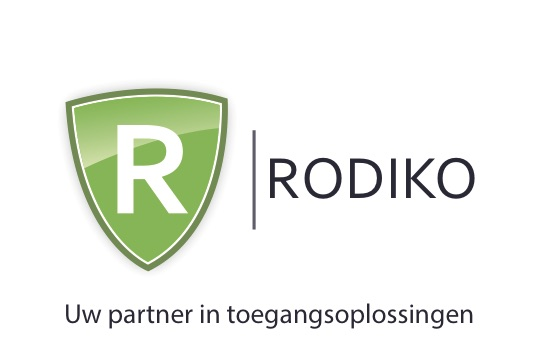 R
RODIKO
Uw partner in toegangsoplossingen